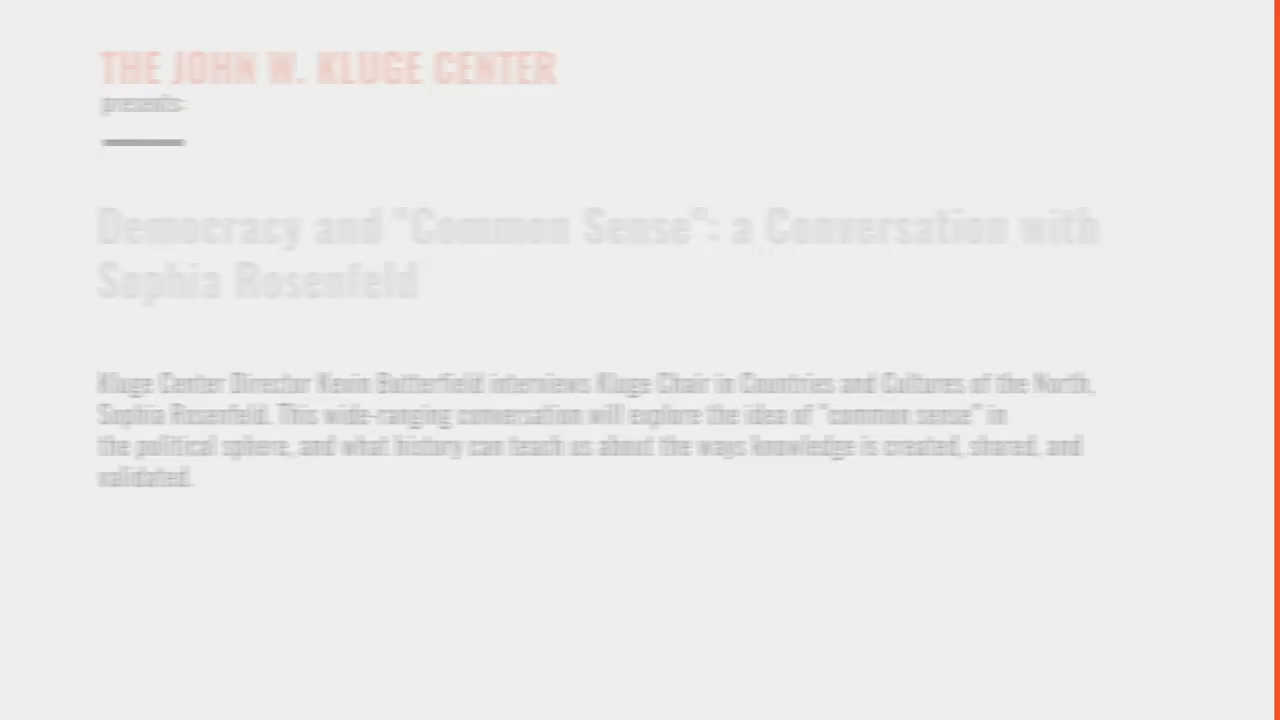 THE JOHN W. KLUGE CENTER
presents:
Democracy and "Common Sense": a Conversation with
Sophia Rosenfeld
Kluge Center Director Kevin Butterfield interviews Kluge Chair in Countries and Cultures of the North,
Sophia Rosenfeld. This wide-ranging conversation will explore the idea of "common sense" in
the political sphere, and what history can teach us about the ways knowledge is created, shared, and
validated.